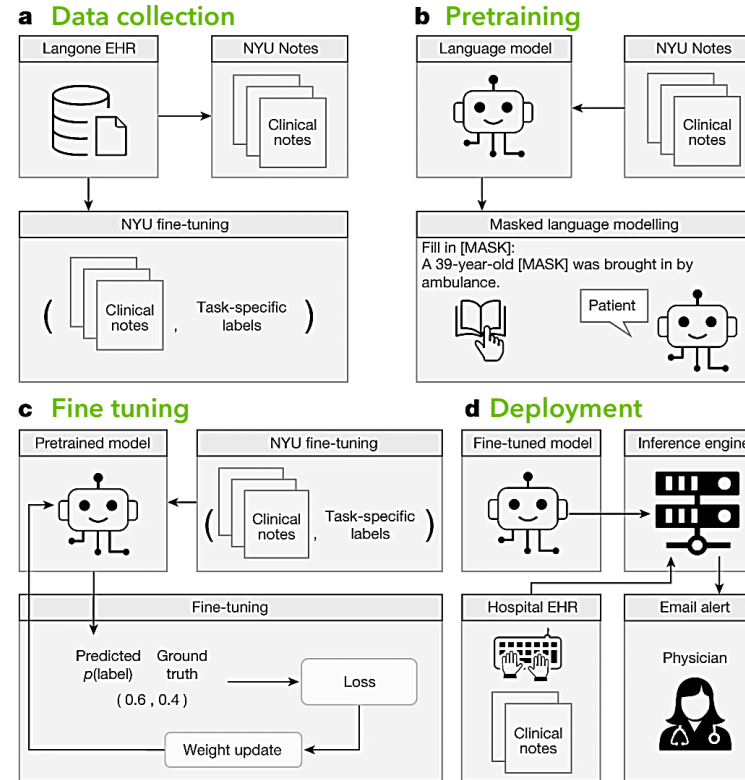 a Data collection
Langone EHR
NYU Notes
Clinical
notes
NYU fine-tuning
(
Clinical
notes
,
Task-specific
labels
)
b Pretraining
Language model
NYU Notes
Clinical
notes
Masked language modelling
Fill in [MASK]:
A 39-year-old [MASK] was brought in by
ambulance.
Patient
c Fine tuning
Pretrained model
NYU fine-tuning
(
Clinical
notes
,
Task-specific
labels
)
Fine-tuning
Predicted
p(label)
Ground
truth
( 0.6 , 0.4 )
Loss
Weight update
d Deployment
Fine-tuned model
Inference engine
Hospital EHR
Clinical
notes
Email alert
Physician